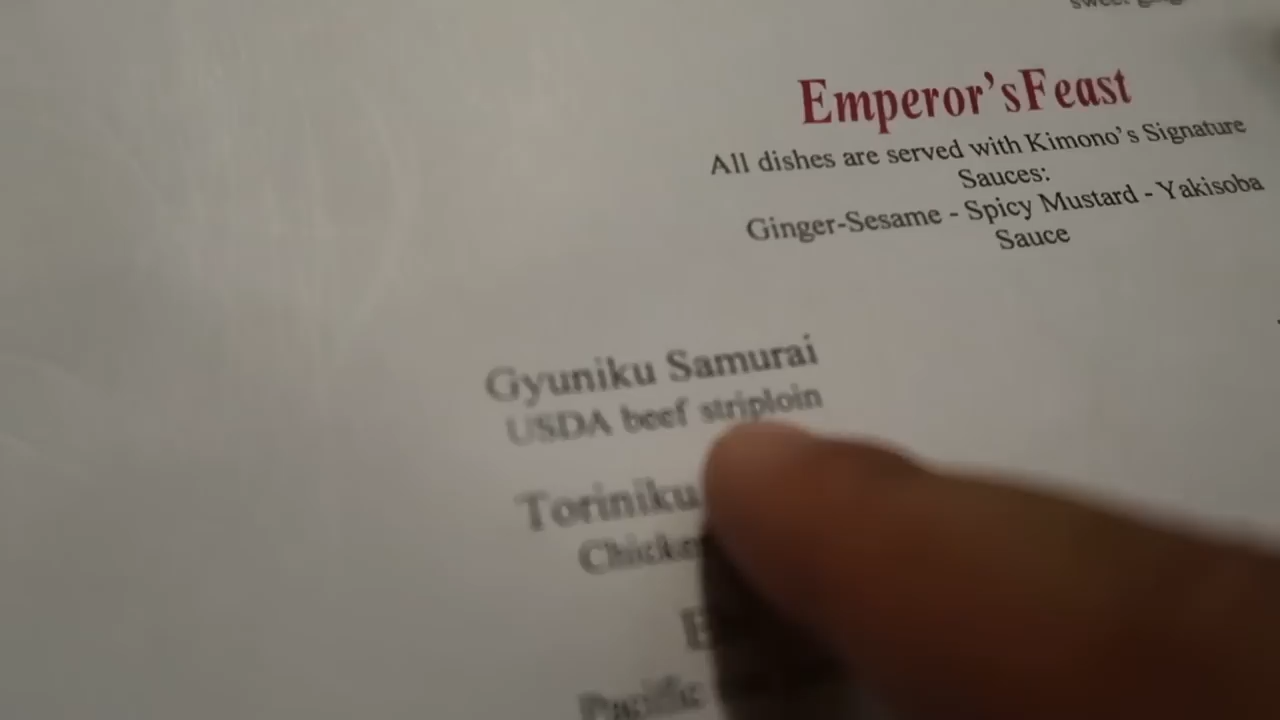 Emperor'sFeast
All dishes are served with Kimono's Signature
Sauces:
Ginger-Sesame - Spicy Mustard - Yakisoba
Sauce
Gyuniku Samurai
USDA beef striploin
Toriniku
Pacific